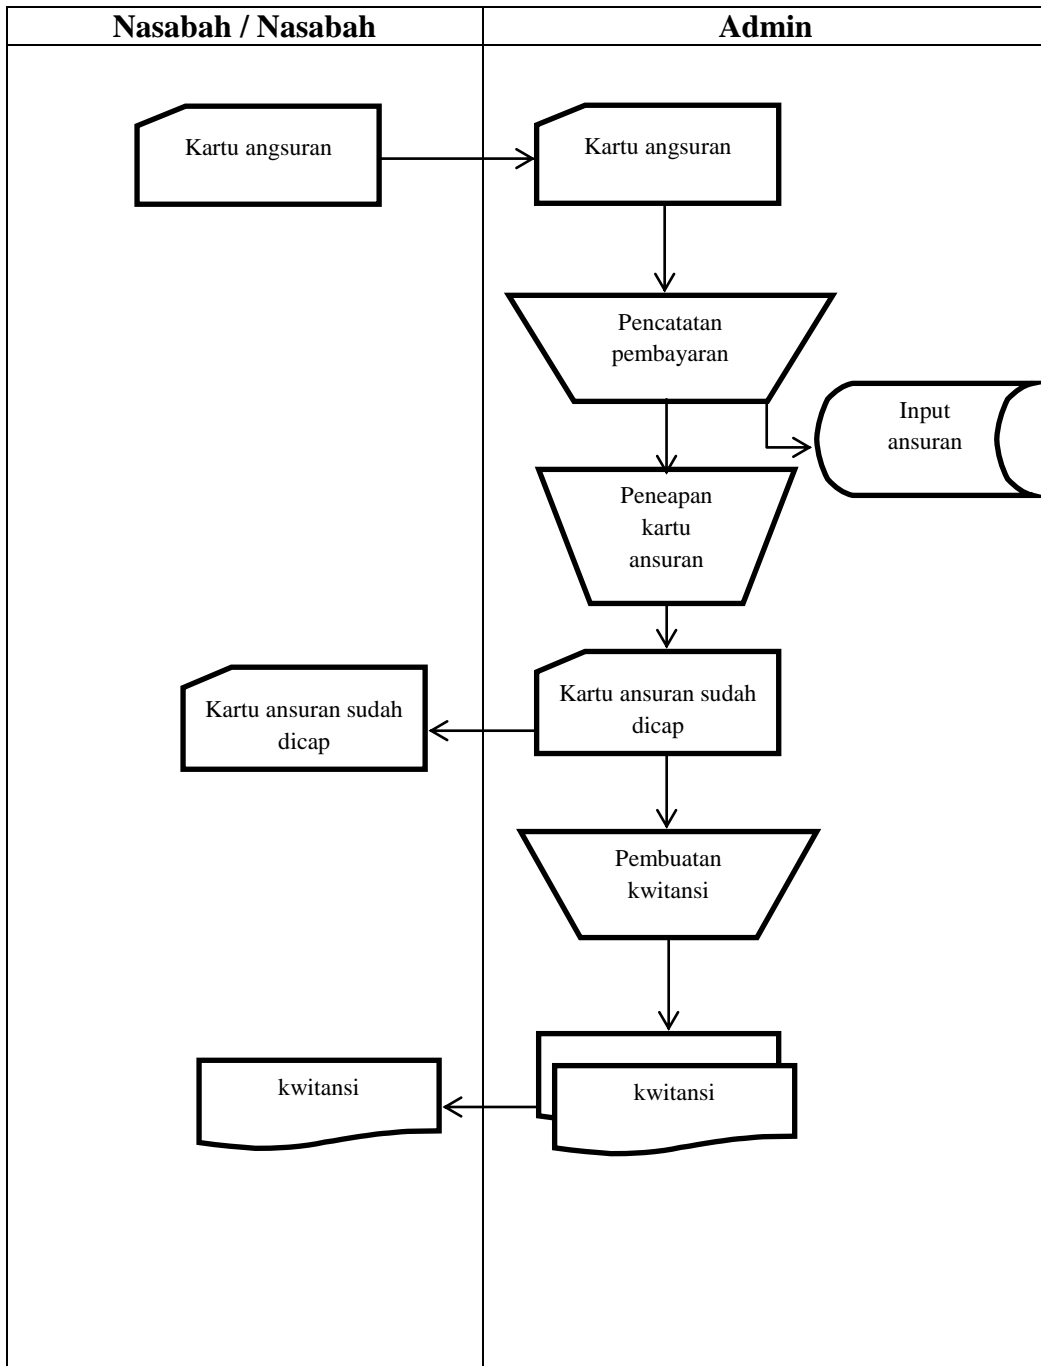 Nasabah / Nasabah
Admin
Kartu angsuran
Kartu angsuran
Pencatatan
pembayaran
Input
ansuran
Peneapan
kartu
ansuran
Kartu ansuran sudah
dicap
Kartu ansuran sudah
dicap
Pembuatan
kwitansi
kwitansi
kwitansi